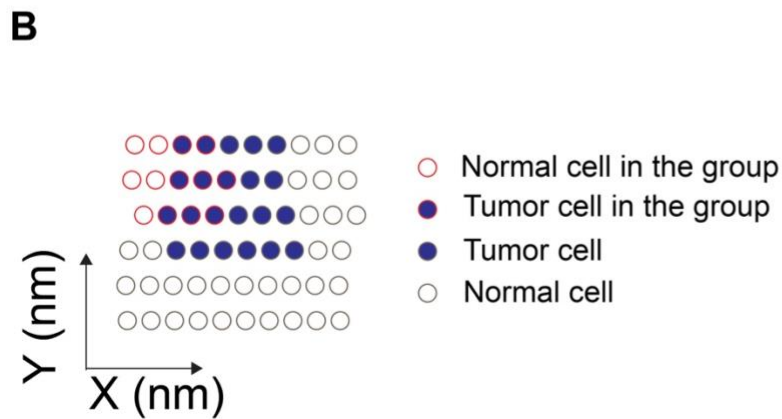 B
Normal cell in the group
Tumor cell in the group
Tumor cell
Normal cell
Y (nm)
X (nm)